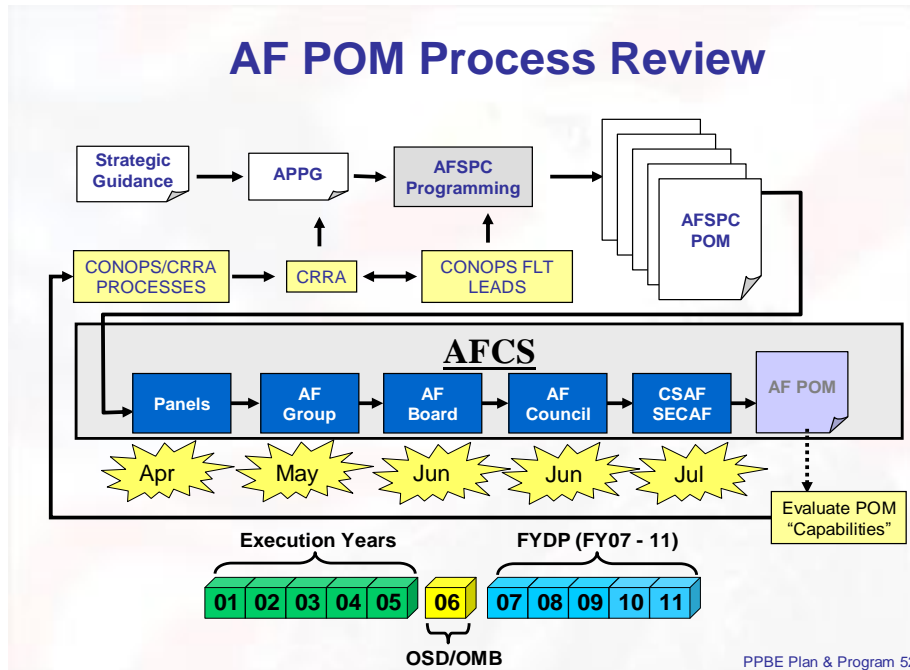 AF POM Process Review
Strategic
Guidance
APPG
AFSPC
Programming
AFSPC
POM
CONOPS/CRRA
PROCESSES
CRRA
CONOPS FLT
LEADS
AFCS
Panels
AF
Group
AF
Board
AF
Council
CSAF
SECAF
AF POM
Apr
May
Jun
Jun
Jul
Evaluate POM
“Capabilities”
Execution Years
FYDP (FY07 - 11)
01 02 03 04 05 06 07 08 09 10 11
OSD/OMB
PPBE Plan & Program